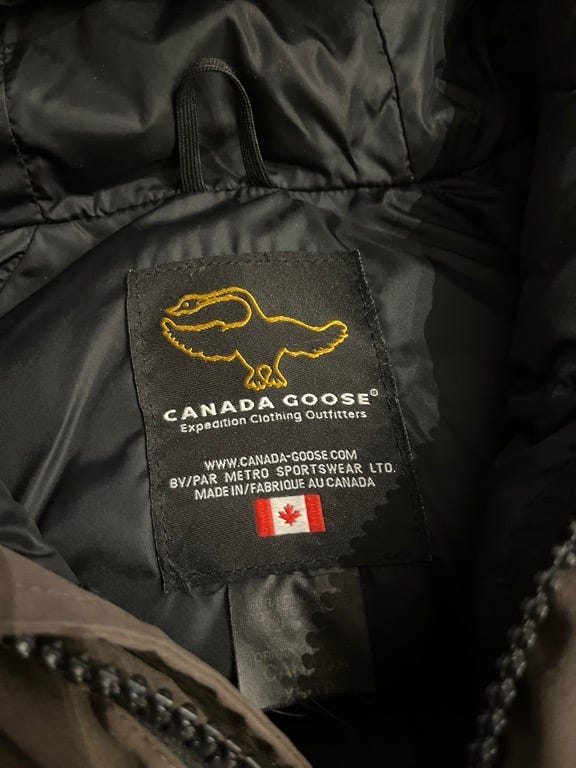 CANADA GOOSE®
Expedition Clothing Outfitters
WWW.CANADA-GOOSE.COM
BY/PAR METRO SPORTSWEAR LTD.
MADE IN/FABRIQUE AU CANADA
CANADA